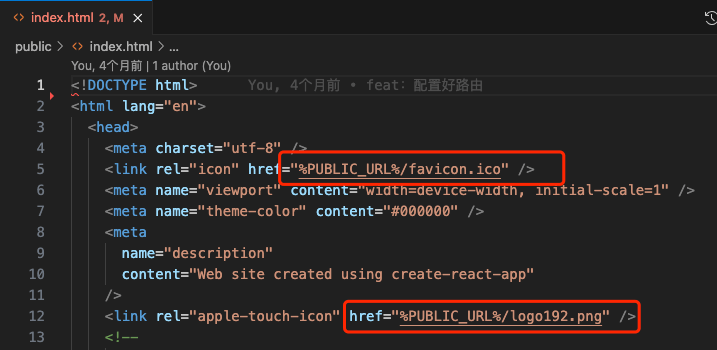 <> index.html 2, M ×
public > <> index.html > ...
You, 4个月前 | 1 author (You)
1 <!DOCTYPE html> You, 4个月前 • feat: 配置好路由
2 <html lang="en">
3 <head>
4 <meta charset="utf-8" />
5 <link rel="icon" href="%PUBLIC_URL%/favicon.ico" />
6 <meta name="viewport" content="width=device-width, initial-scale=1" />
7 <meta name="theme-color" content="#000000" />
8 <meta
9 name="description"
10 content="Web site created using create-react-app"
11 />
12 <link rel="apple-touch-icon" href="%PUBLIC_URL%/logo192.png" />
13 <!--